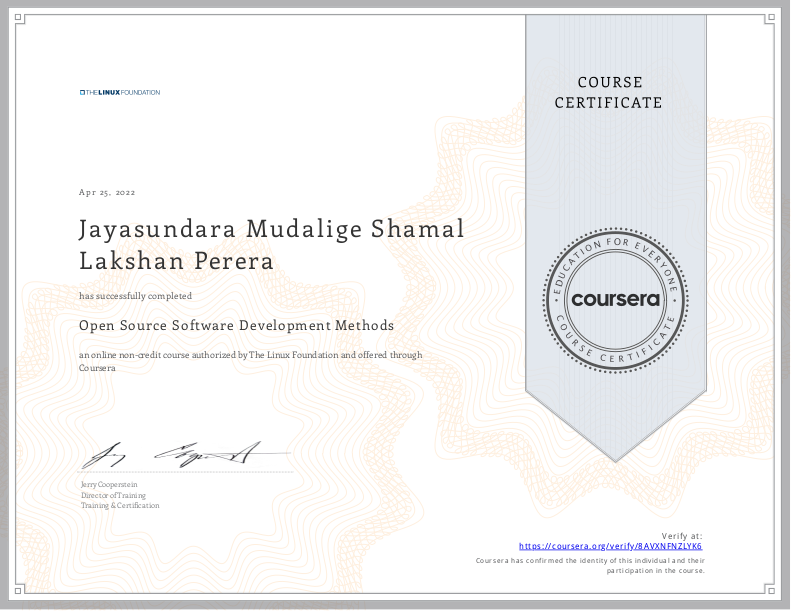 THE LINUX FOUNDATION
COURSE
CERTIFICATE
Apr 25, 2022
Jayasundara Mudalige Shamal
Lakshan Perera
has successfully completed
Open Source Software Development Methods
an online non-credit course authorized by The Linux Foundation and offered through
Coursera
EDUCATION FOR EVERYONE
coursera
COURSE CERTIFICATE
Jerry Cooperstein
Director of Training
Training & Certification
Verify at:
https://coursera.org/verify/8AVXNFNZLYK6
Coursera has confirmed the identity of this individual and their
participation in the course.